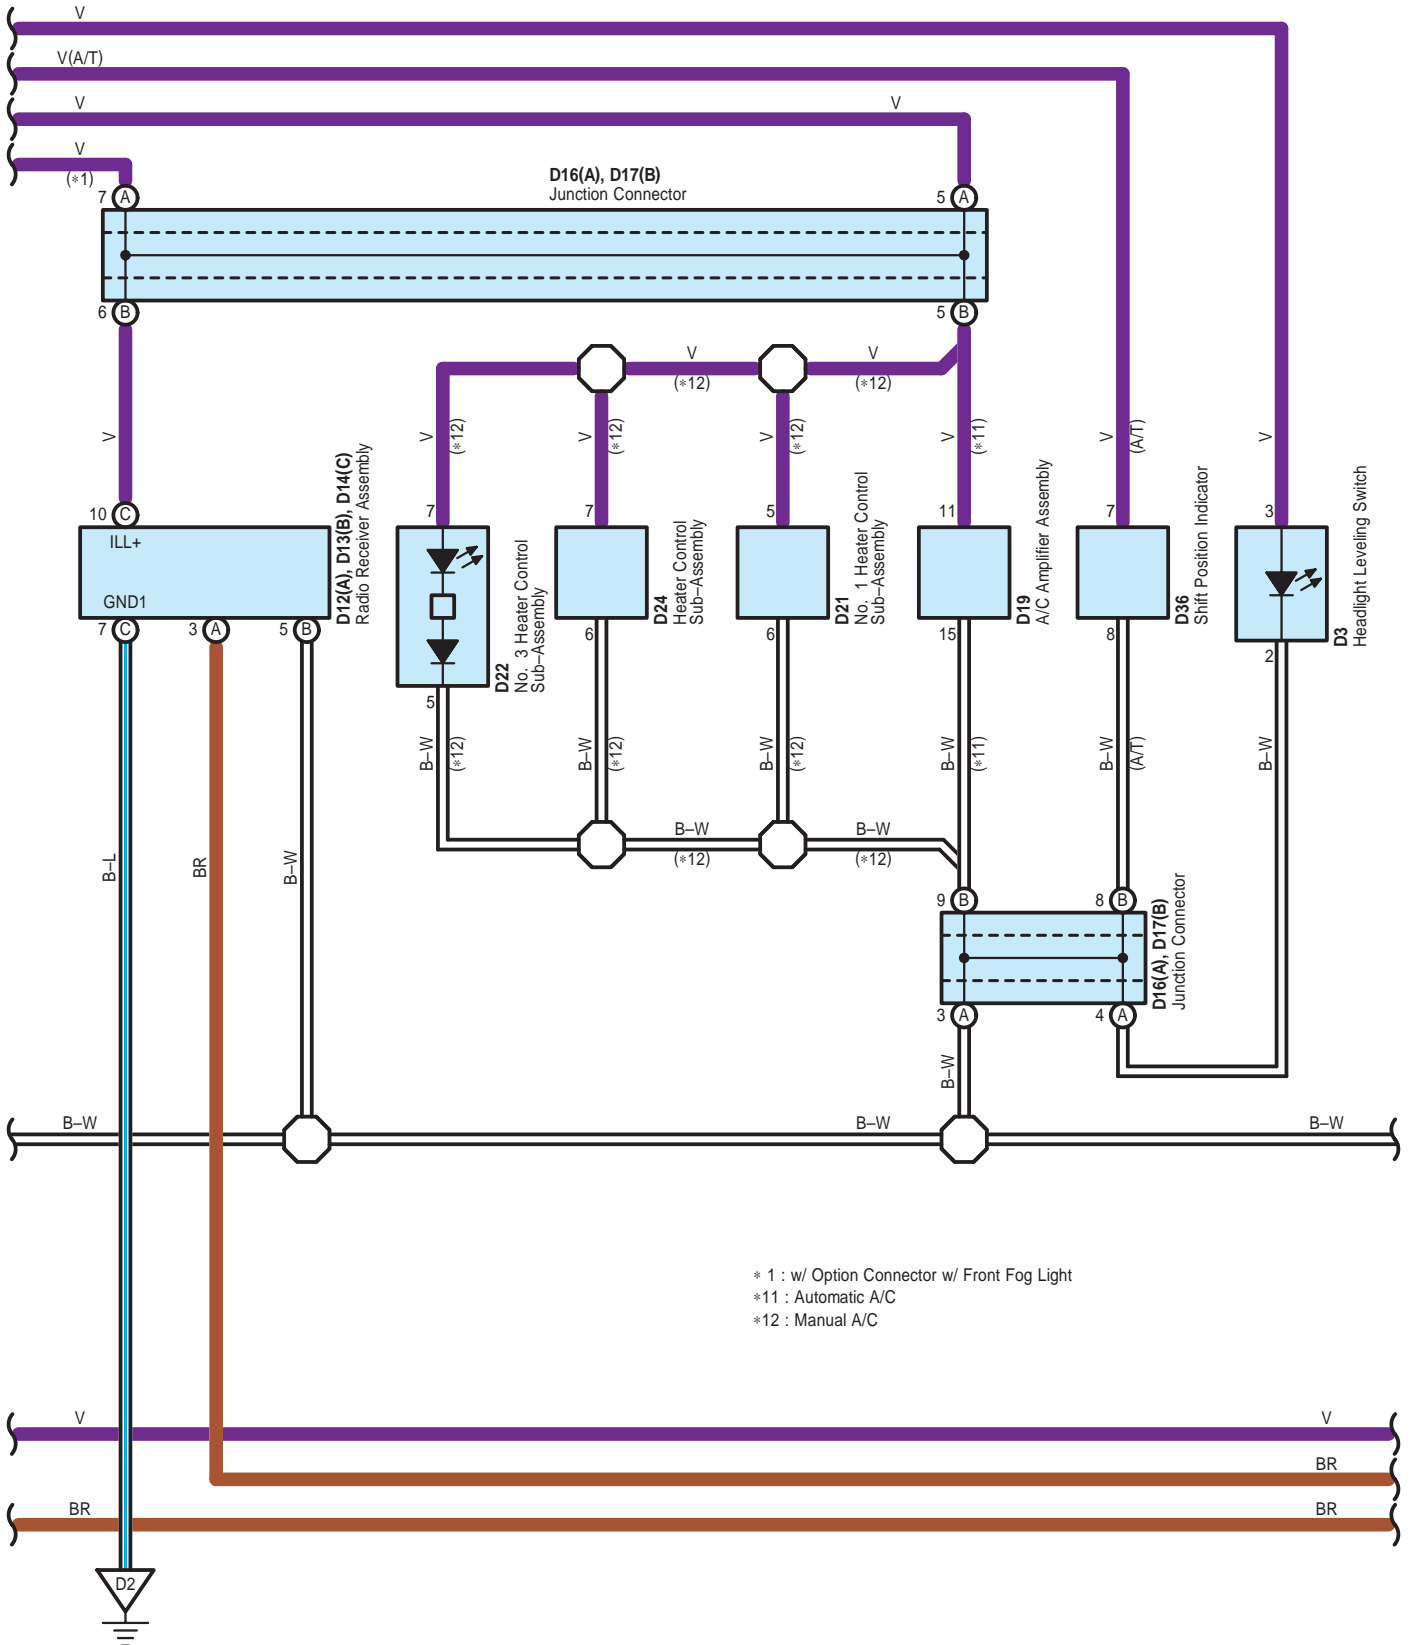 V
V(A/T)
V
V
V
(∗1)
D16(A), D17(B)
Junction Connector
7
A
5
A
6
B
5
B
V
(∗12)
V
(∗12)
V
V
(∗12)
V
(∗12)
V
(∗12)
V
(∗11)
V
(A/T)
V
10
C
ILL+
GND1
7
C
3
A
5
B
D12(A), D13(B), D14(C)
Radio Receiver Assembly
7
5
D22
No. 3 Heater Control
Sub–Assembly
7
6
D24
Heater Control
Sub–Assembly
5
6
D21
No. 1 Heater Control
Sub–Assembly
11
15
D19
A/C Amplifier Assembly
7
8
D36
Shift Position Indicator
3
2
D3
Headlight Leveling Switch
B–W
(∗12)
B–W
(∗12)
B–W
(∗12)
B–W
(∗11)
B–W
(A/T)
B–W
B–L
BR
B–W
B–W
(∗12)
B–W
(∗12)
9
B
8
B
D16(A), D17(B)
Junction Connector
3
A
4
A
B–W
B–W
B–W
B–W
∗ 1 : w/ Option Connector w/ Front Fog Light
∗11 : Automatic A/C
∗12 : Manual A/C
V
V
BR
BR
BR
D2